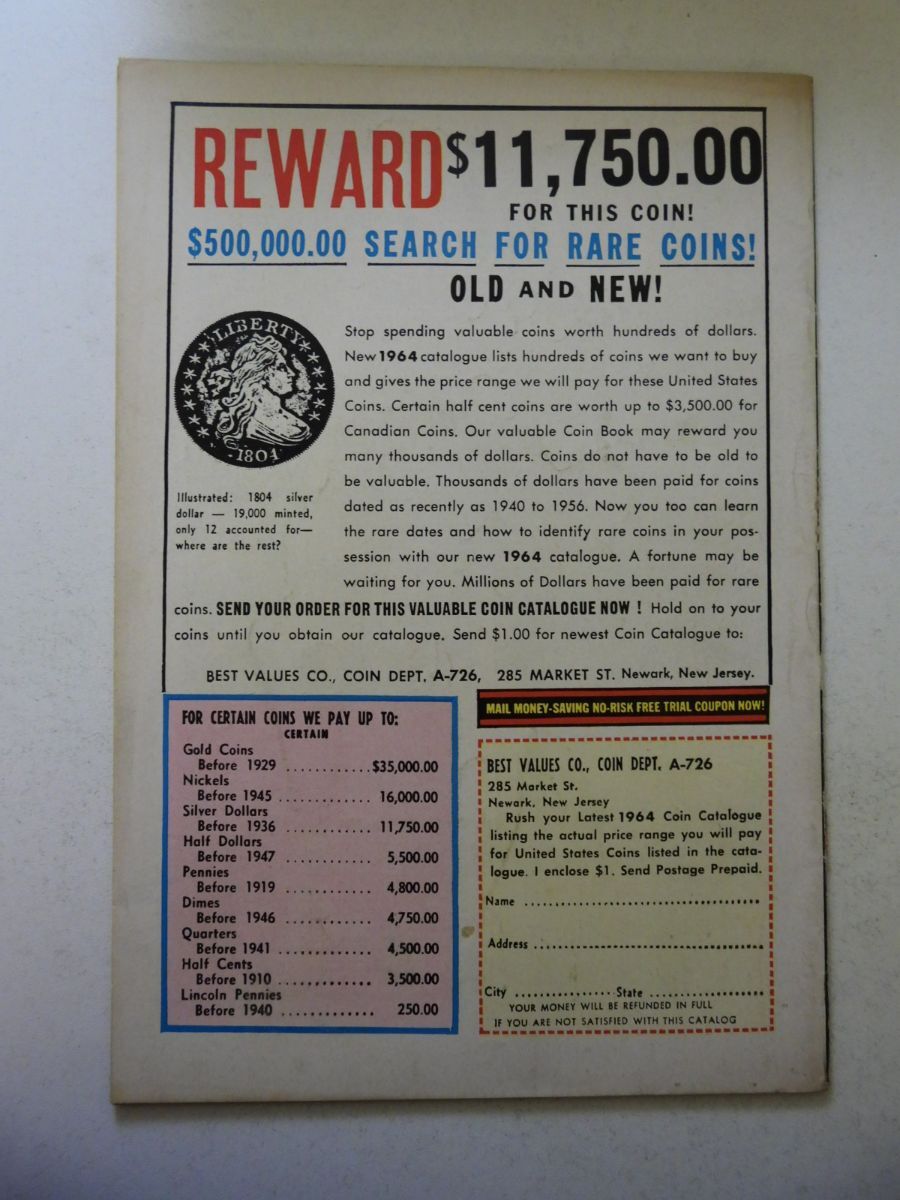 REWARD $11,750.00
FOR THIS COIN!
$500,000.00 SEARCH FOR RARE COINS!
OLD AND NEW!
LIBERTY
1804
Illustrated: 1804 silver
dollar — 19,000 minted,
only 12 accounted for—
where are the rest?
Stop spending valuable coins worth hundreds of dollars.
New 1964 catalogue lists hundreds of coins we want to buy
and gives the price range we will pay for these United States
Coins. Certain half cent coins are worth up to $3,500.00 for
Canadian Coins. Our valuable Coin Book may reward you
many thousands of dollars. Coins do not have to be old to
be valuable. Thousands of dollars have been paid for coins
dated as recently as 1940 to 1956. Now you too can learn
the rare dates and how to identify rare coins in your pos-
session with our new 1964 catalogue. A fortune may be
waiting for you. Millions of Dollars have been paid for rare
coins. SEND YOUR ORDER FOR THIS VALUABLE COIN CATALOGUE NOW ! Hold on to your
coins until you obtain our catalogue. Send $1.00 for newest Coin Catalogue to:
BEST VALUES CO., COIN DEPT. A-726, 285 MARKET ST. Newark, New Jersey.
FOR CERTAIN COINS WE PAY UP TO:
CERTAIN
Gold Coins
Before 1929 ............$35,000.00
Nickels
Before 1945 ............. 16,000.00
Silver Dollars
Before 1936 ............ 11,750.00
Half Dollars
Before 1947 ............ 5,500.00
Pennies
Before 1919 ............ 4,800.00
Dimes
Before 1946 ............ 4,750.00
Quarters
Before 1941 ............. 4,500.00
Half Cents
Before 1910 ............. 3,500.00
Lincoln Pennies
Before 1940 ............. 250.00
MAIL MONEY-SAVING NO-RISK FREE TRIAL COUPON NOW!
BEST VALUES CO., COIN DEPT. A-726
285 Market St.
Newark, New Jersey
Rush your Latest 1964 Coin Catalogue
listing the actual price range you will pay
for United States Coins listed in the cata-
logue. I enclose $1. Send Postage Prepaid.
Name ........................................
Address .......................................
City ................. State ....................
YOUR MONEY WILL BE REFUNDED IN FULL
IF YOU ARE NOT SATISFIED WITH THIS CATALOG